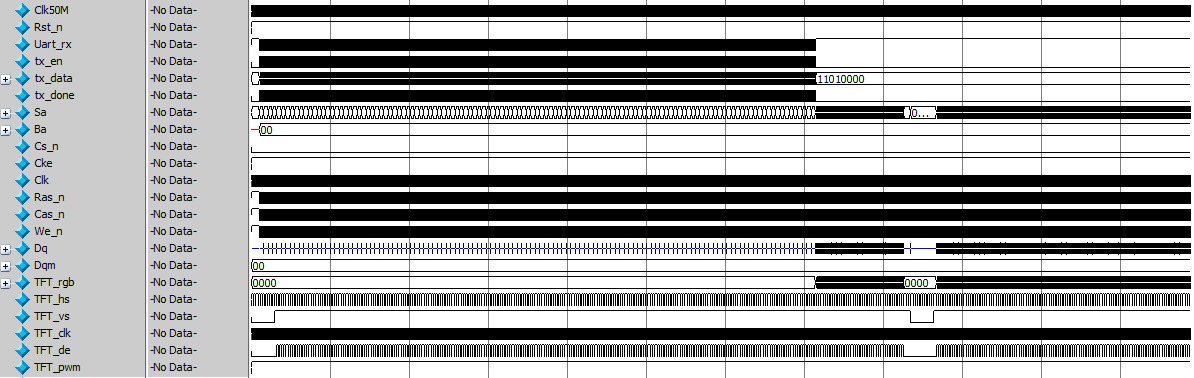 Clk50M -No Data-
Rst_n -No Data-
Uart_rx -No Data-
tx_en -No Data-
tx_data -No Data- 11010000
tx_done -No Data-
Sa -No Data- 0...
Ba -No Data- 00
Cs_n -No Data-
Cke -No Data-
Clk -No Data-
Ras_n -No Data-
Cas_n -No Data-
We_n -No Data-
Dq -No Data-
Dqm -No Data- 00
TFT_rgb -No Data- 0000 0000
TFT_hs -No Data-
TFT_vs -No Data-
TFT_clk -No Data-
TFT_de -No Data-
TFT_pwm -No Data-